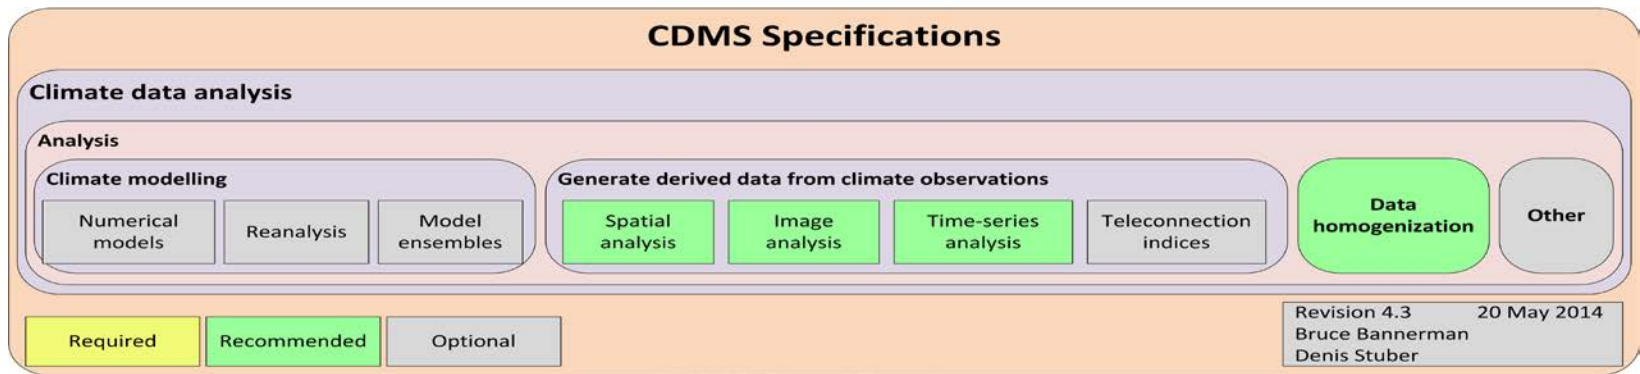 CDMS Specifications
Climate data analysis
Analysis
Climate modelling
Numerical
models
Reanalysis
Model
ensembles
Generate derived data from climate observations
Spatial
analysis
Image
analysis
Time-series
analysis
Teleconnection
indices
Data
homogenization
Other
Required
Recommended
Optional
Revision 4.3 20 May 2014
Bruce Bannerman
Denis Stuber